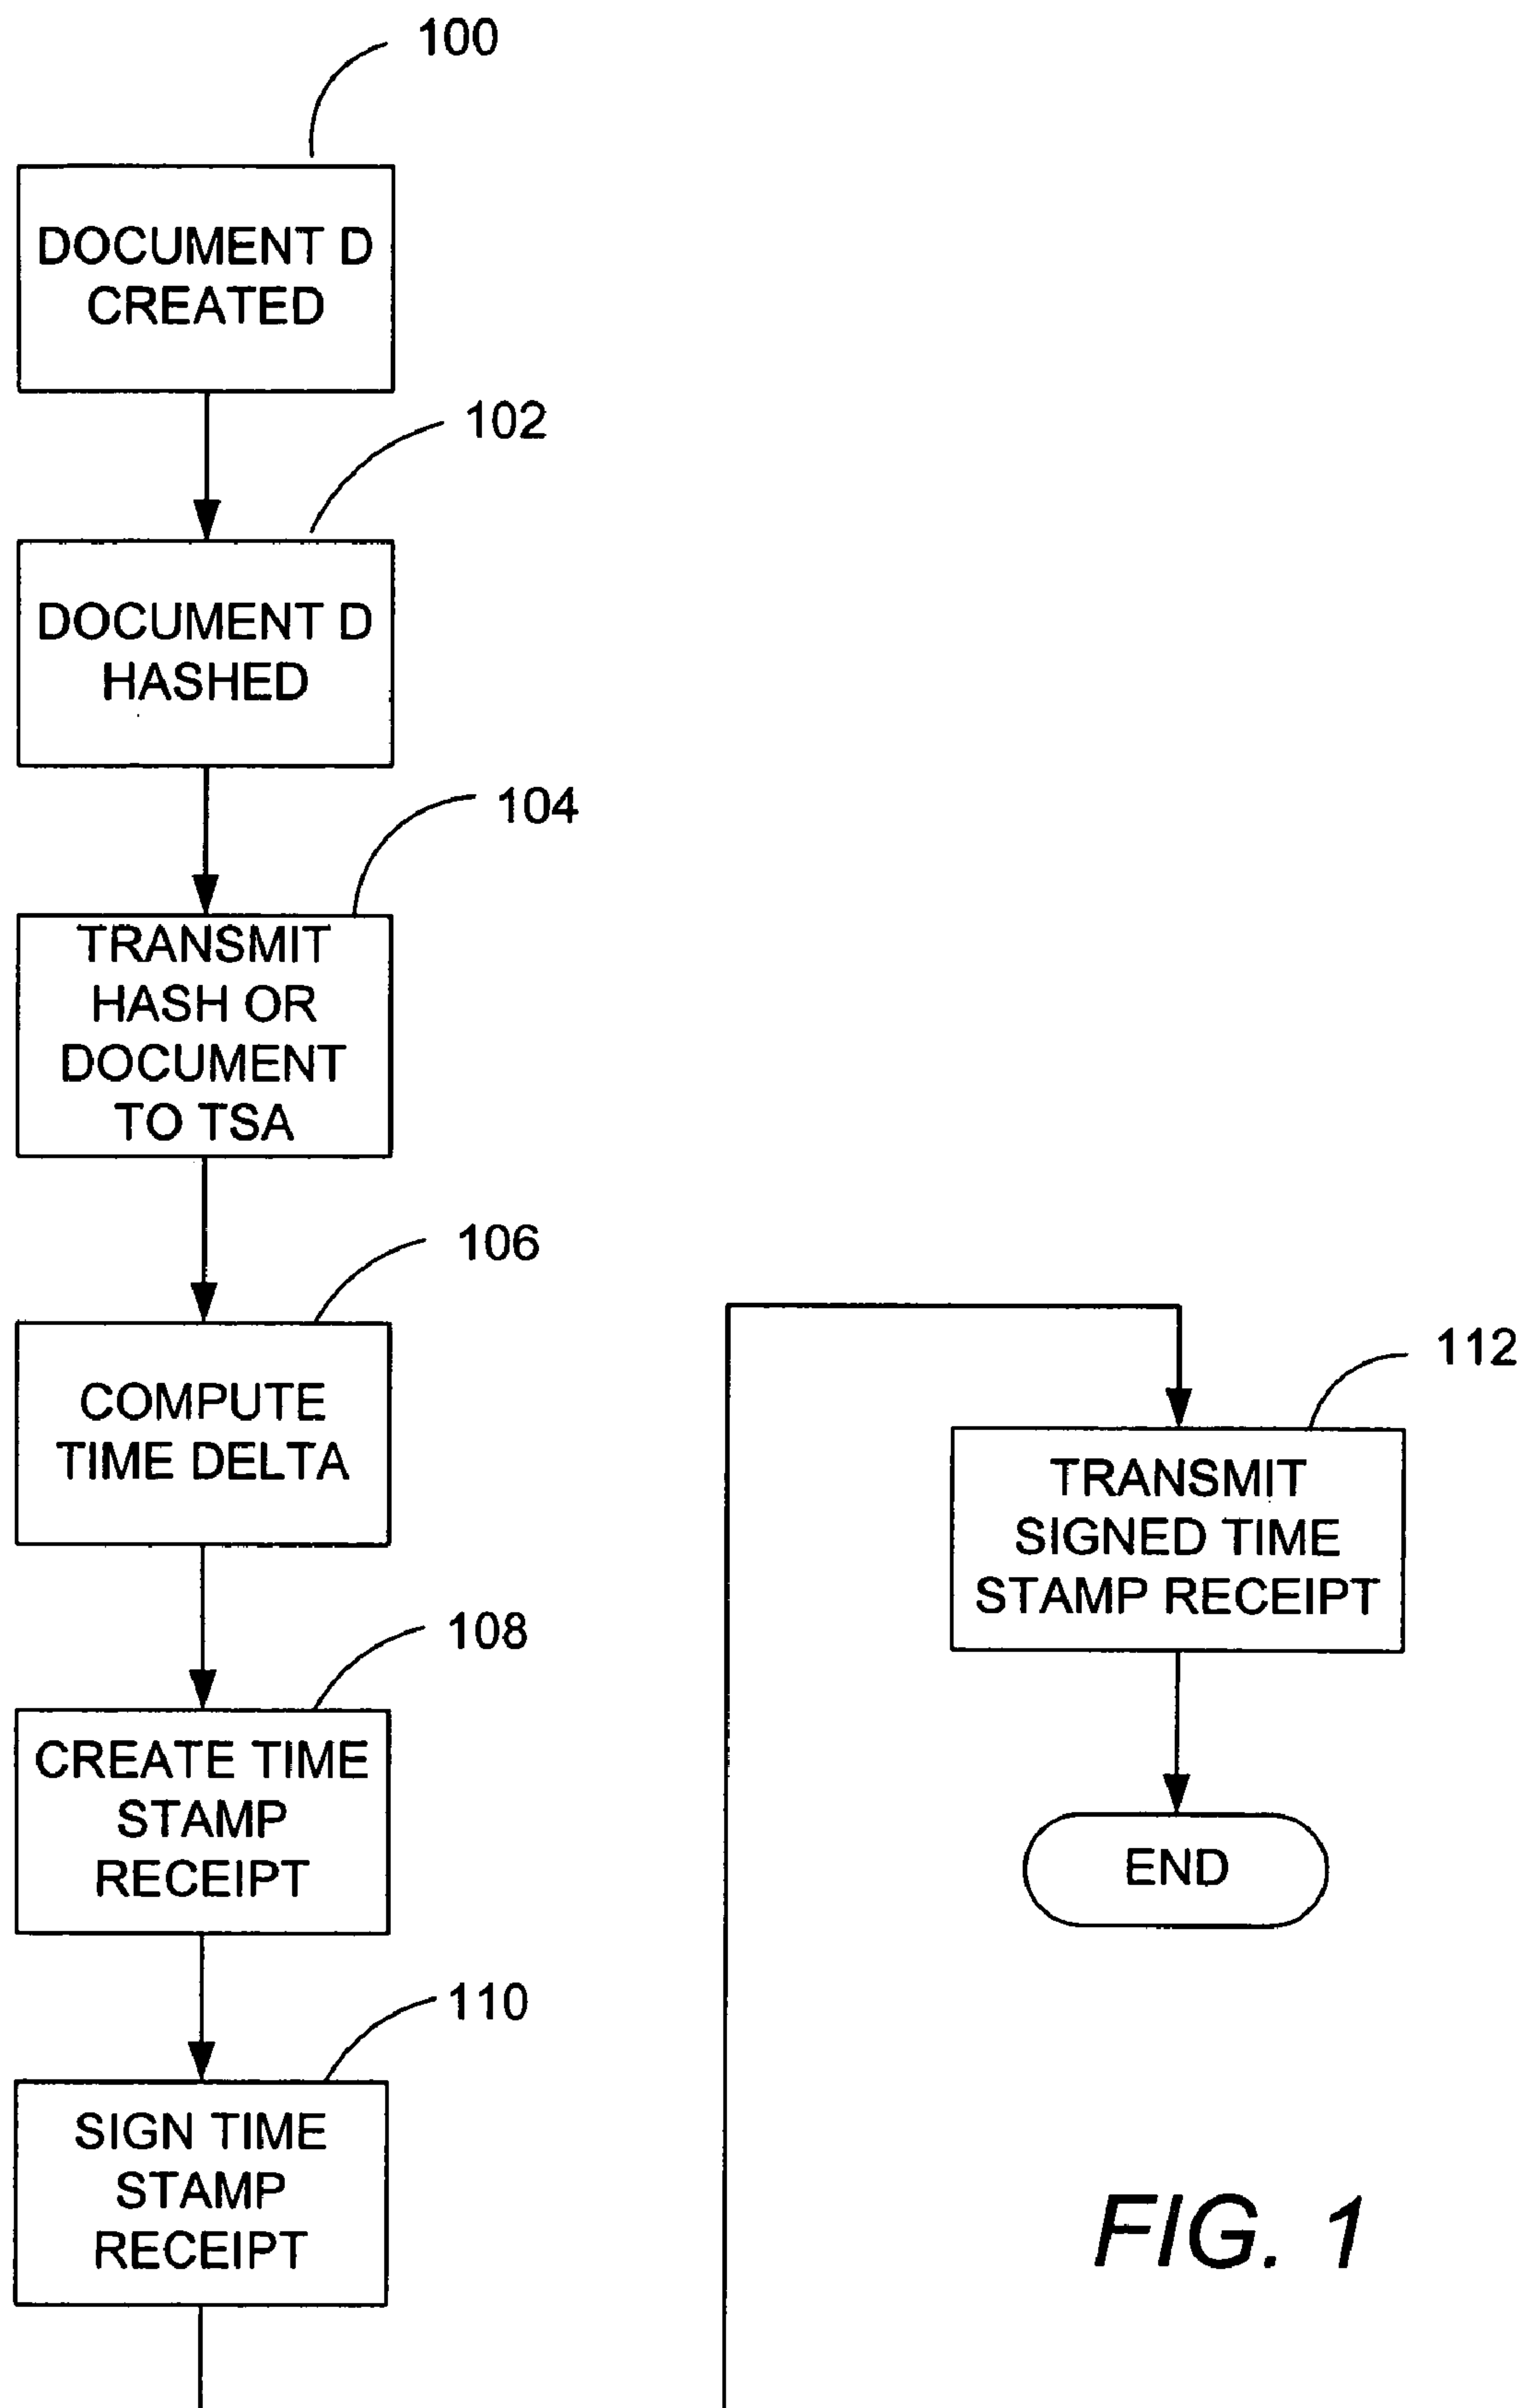 100
DOCUMENT D
CREATED
102
DOCUMENT D
HASHED
104
TRANSMIT
HASH OR
DOCUMENT
TO TSA
106
COMPUTE
TIME DELTA
108
CREATE TIME
STAMP
RECEIPT
110
SIGN TIME
STAMP
RECEIPT
112
TRANSMIT
SIGNED TIME
STAMP RECEIPT
END
FIG. 1